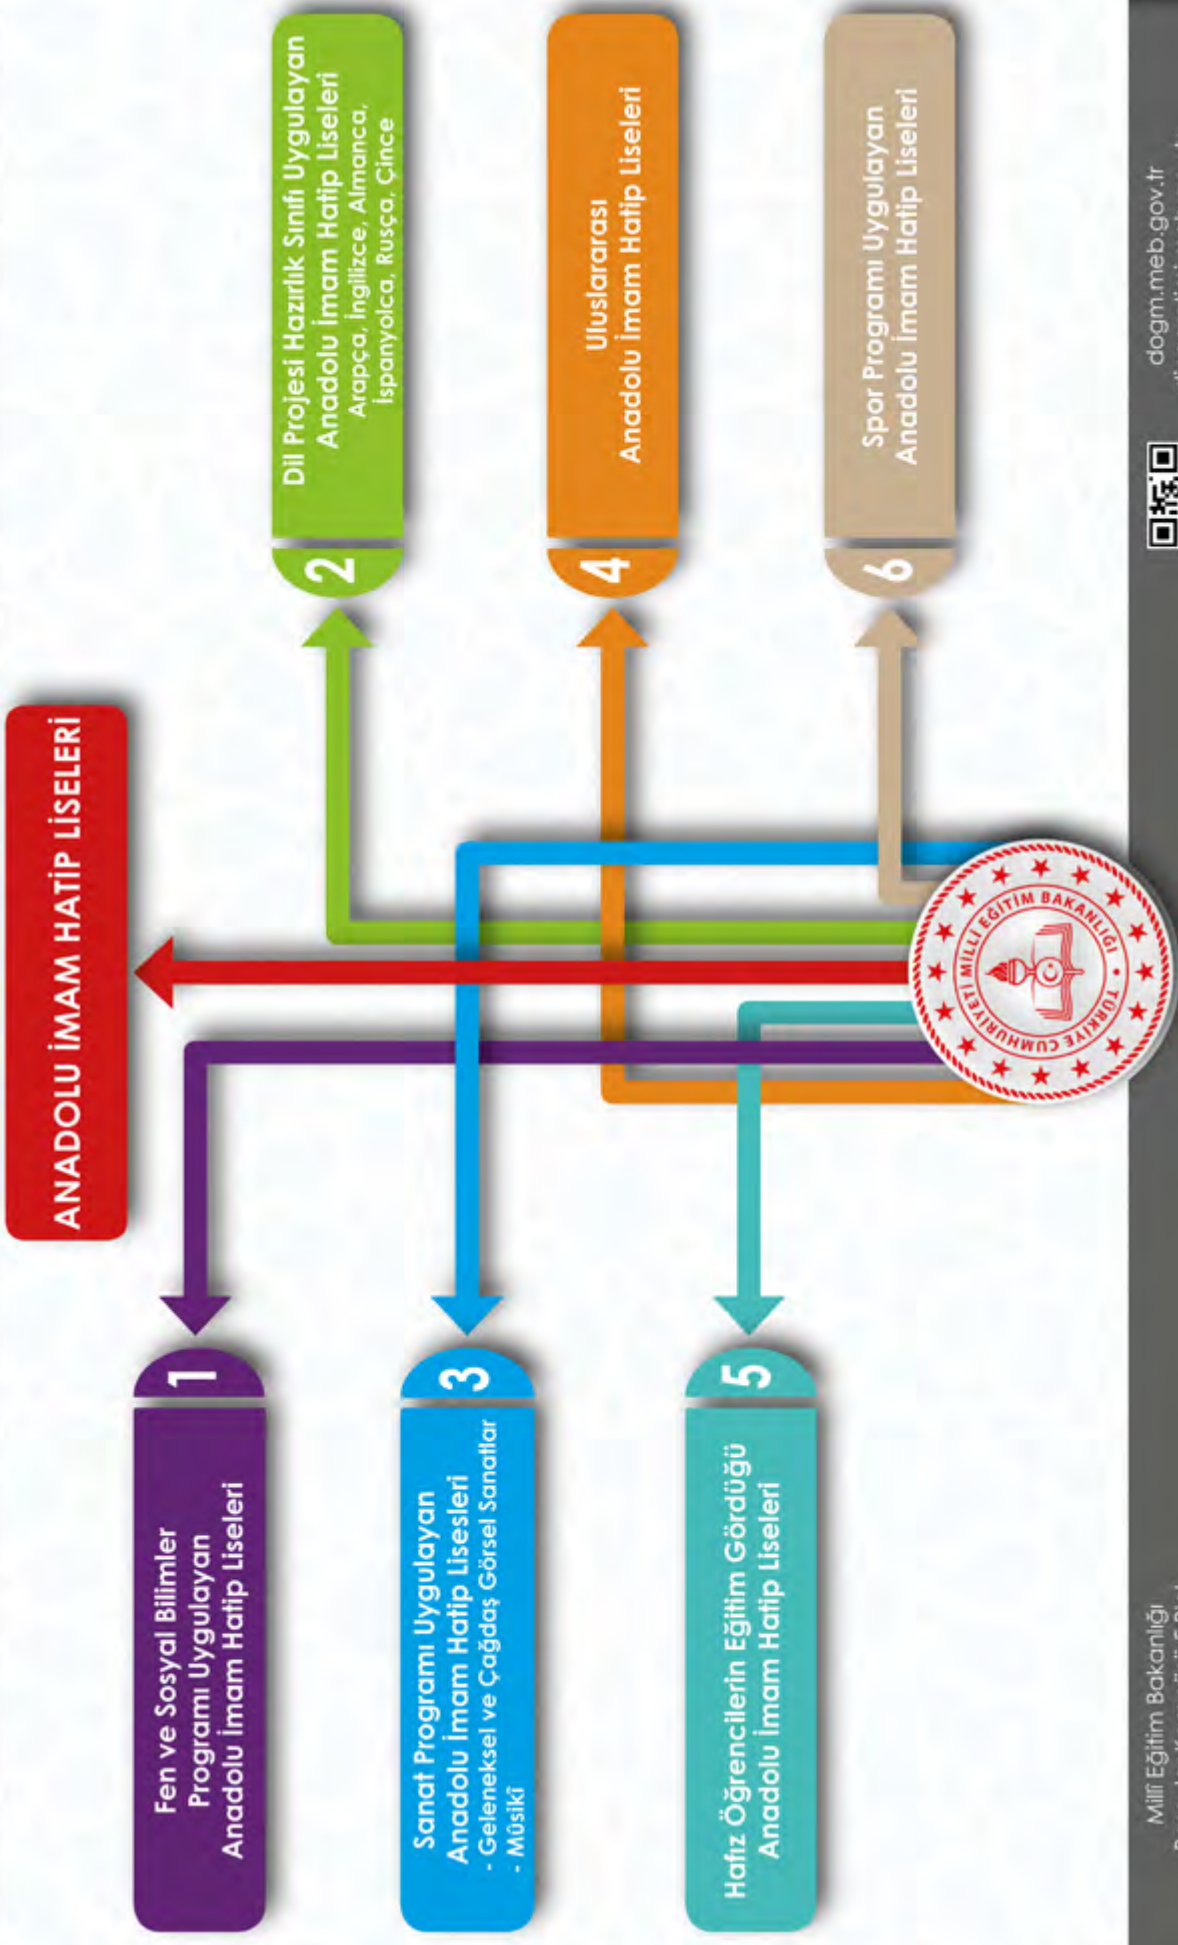 ANADOLU İMAM HATİP LİSELERİ
1
Fen ve Sosyal Bilimler
Programı Uygulayan
Anadolu İmam Hatip Liseleri
2
Dil Projesi Hazırlık Sınıfı Uygulayan
Anadolu İmam Hatip Liseleri
Arapça, İngilizce, Almanca,
İspanyolca, Rusça, Çince
3
Sanat Programı Uygulayan
Anadolu İmam Hatip Lisesleri
- Geleneksel ve Çağdaş Görsel Sanatlar
- Mûsikî
4
Uluslararası
Anadolu İmam Hatip Liseleri
5
Hafız Öğrencilerin Eğitim Gördüğü
Anadolu İmam Hatip Liseleri
6
Spor Programı Uygulayan
Anadolu İmam Hatip Liseleri
TÜRKİYE CUMHURİYETİ MİLLİ EĞİTİM BAKANLIĞI
Millî Eğitim Bakanlığı
dogm.meb.gov.tr